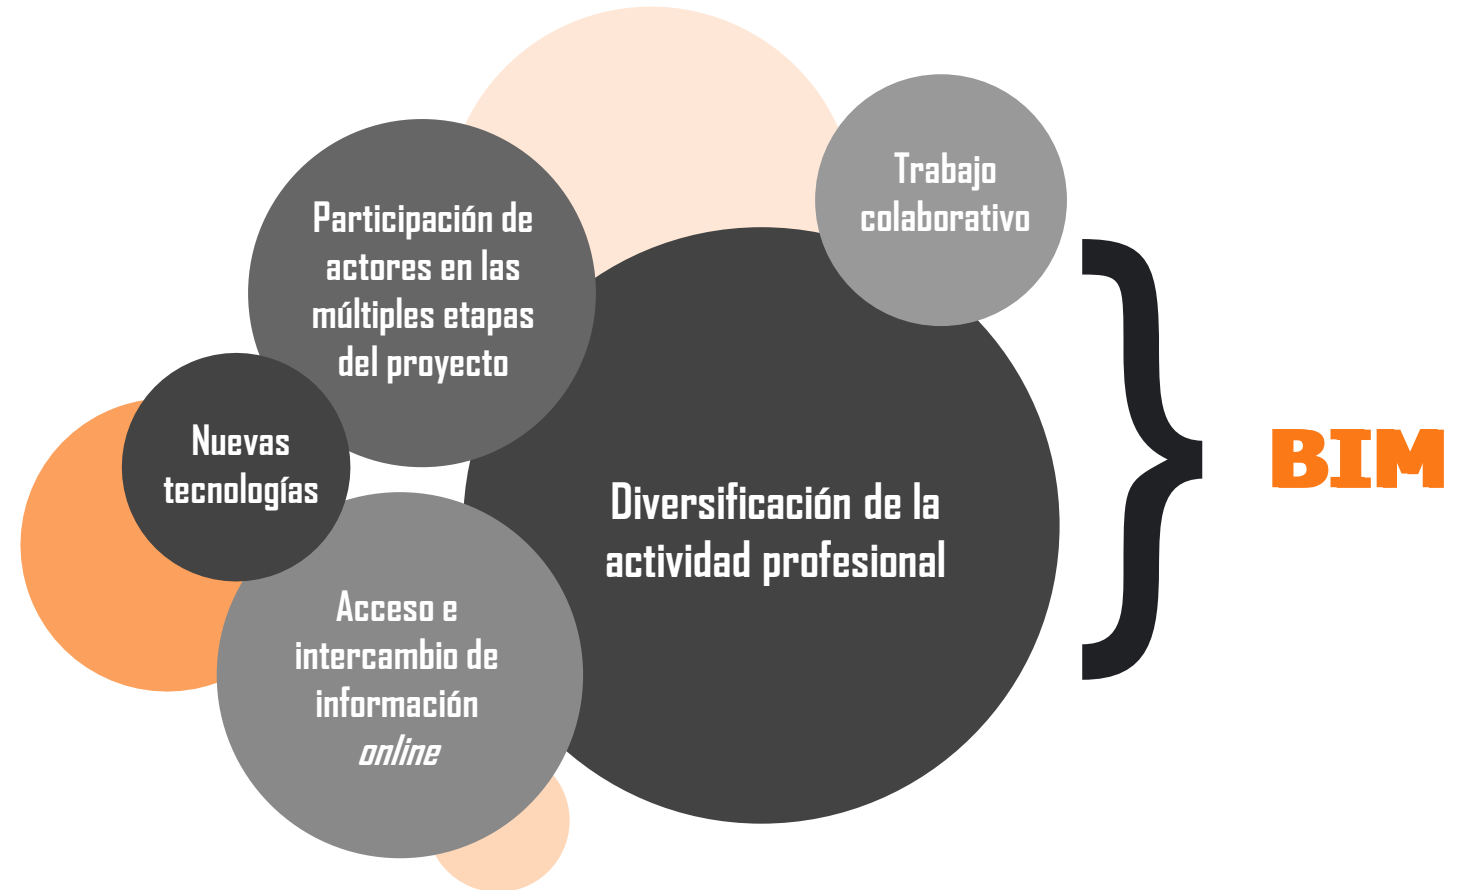 Trabajo
colaborativo
Participación de
actores en las
múltiples etapas
del proyecto
Nuevas
tecnologías
Diversificación de la
actividad profesional
Acceso e
intercambio de
información
online
BIM